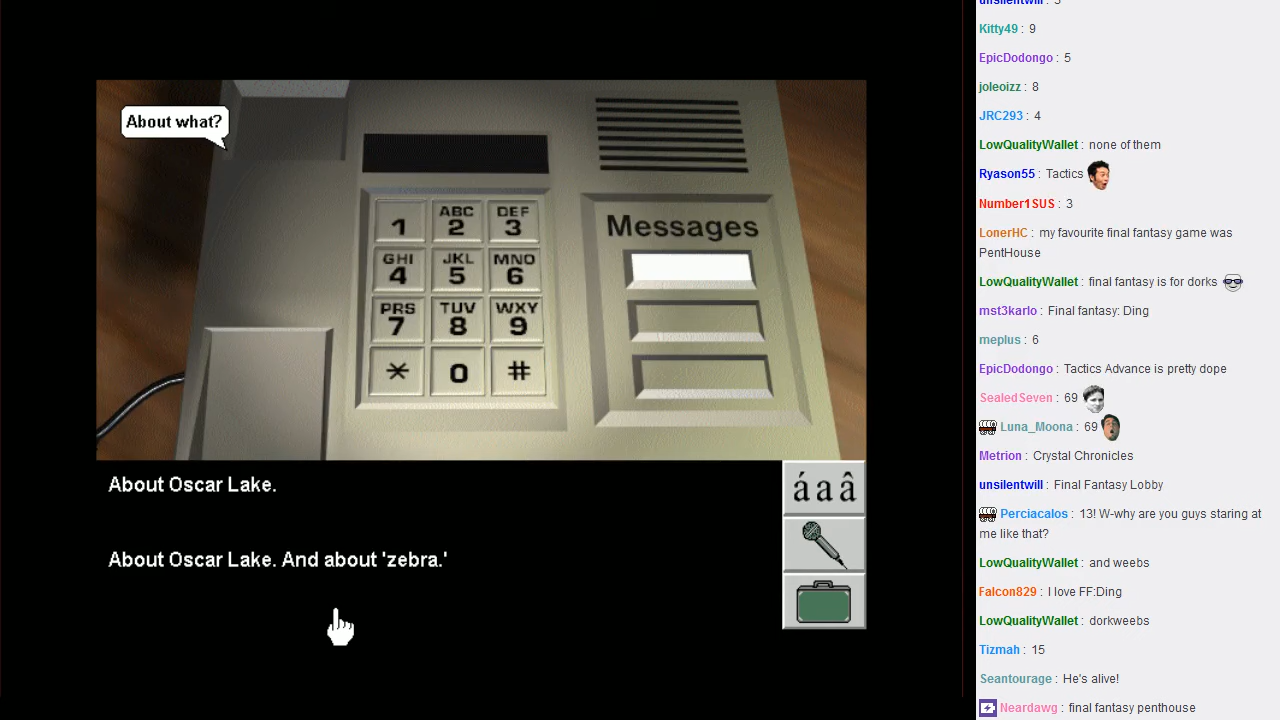 About what?
1
ABC
2
DEF
3
GHI
4
JKL
5
MNO
6
PRS
7
TUV
8
WXY
9
*
0
#
Messages
About Oscar Lake.
About Oscar Lake. And about 'zebra.'
á a â
Kitty49 : 9
EpicDodongo : 5
joleoizz : 8
JRC293 : 4
LowQualityWallet : none of them
Ryason55 : Tactics
Number1SUS : 3
LonerHC : my favourite final fantasy game was
PentHouse
LowQualityWallet : final fantasy is for dorks
mst3karlo : Final fantasy: Ding
meplus : 6
EpicDodongo : Tactics Advance is pretty dope
SealedSeven : 69
Luna_Moona : 69
Metrion : Crystal Chronicles
unsilentwill : Final Fantasy Lobby
Perciacalos : 13! W-why are you guys staring at
me like that?
LowQualityWallet : and weebs
Falcon829 : I love FF:Ding
LowQualityWallet : dorkweebs
Tizmah : 15
Seantourage : He's alive!
Neardawg : final fantasy penthouse